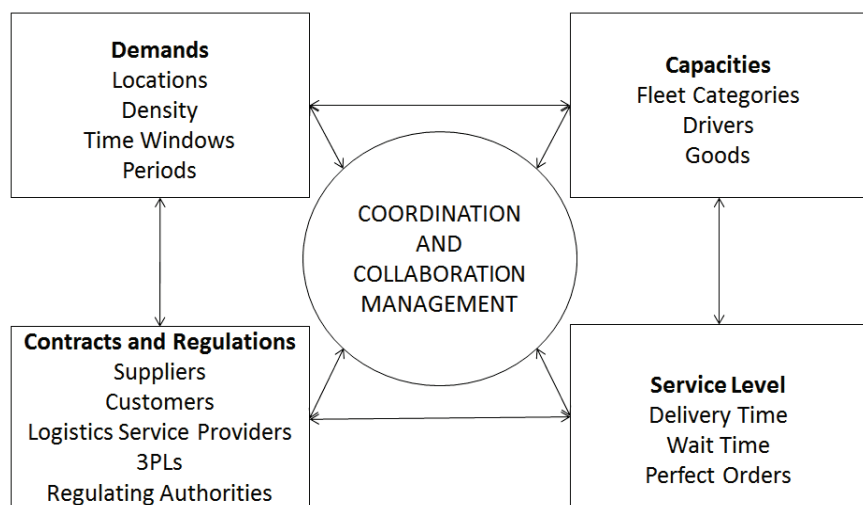 Demands
Locations
Density
Time Windows
Periods
Capacities
Fleet Categories
Drivers
Goods
COORDINATION
AND
COLLABORATION
MANAGEMENT
Contracts and Regulations
Suppliers
Customers
Logistics Service Providers
3PLs
Regulating Authorities
Service Level
Delivery Time
Wait Time
Perfect Orders